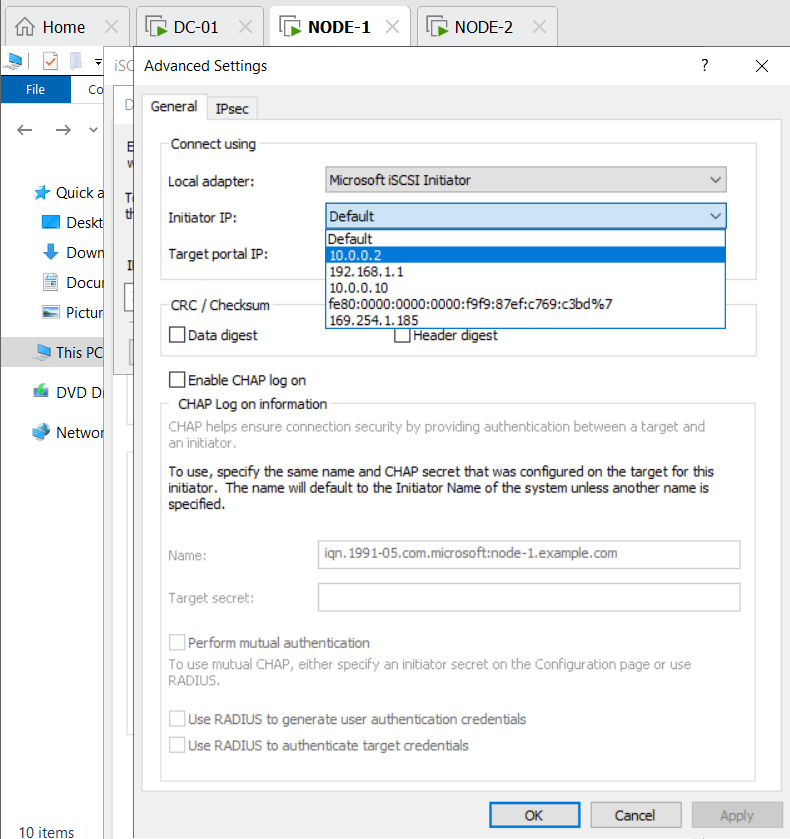 Home
DC-01
NODE-1
NODE-2
iSC
Advanced Settings
?
File
Co
D
General
IPsec
E
w
Connect using
Quick a
To
th
Local adapter:
Microsoft iSCSI Initiator
Deskt
Initiator IP:
Default
Down
Target portal IP:
Default
10.0.0.2
192.168.1.1
10.0.0.10
fe80:0000:0000:0000:f9f9:87ef:c769:c3bd%7
169.254.1.185
Docur
Pictur
CRC / Checksum
Data digest
Header digest
This PC
Enable CHAP log on
DVD Dr
CHAP Log on information
CHAP helps ensure connection security by providing authentication between a target and
an initiator.
Networ
To use, specify the same name and CHAP secret that was configured on the target for this
initiator. The name will default to the Initiator Name of the system unless another name is
specified.
Name:
iqn.1991-05.com.microsoft:node-1.example.com
Target secret:
Perform mutual authentication
To use mutual CHAP, either specify an initiator secret on the Configuration page or use
RADIUS.
Use RADIUS to generate user authentication credentials
Use RADIUS to authenticate target credentials
OK
Cancel
Apply
10 items